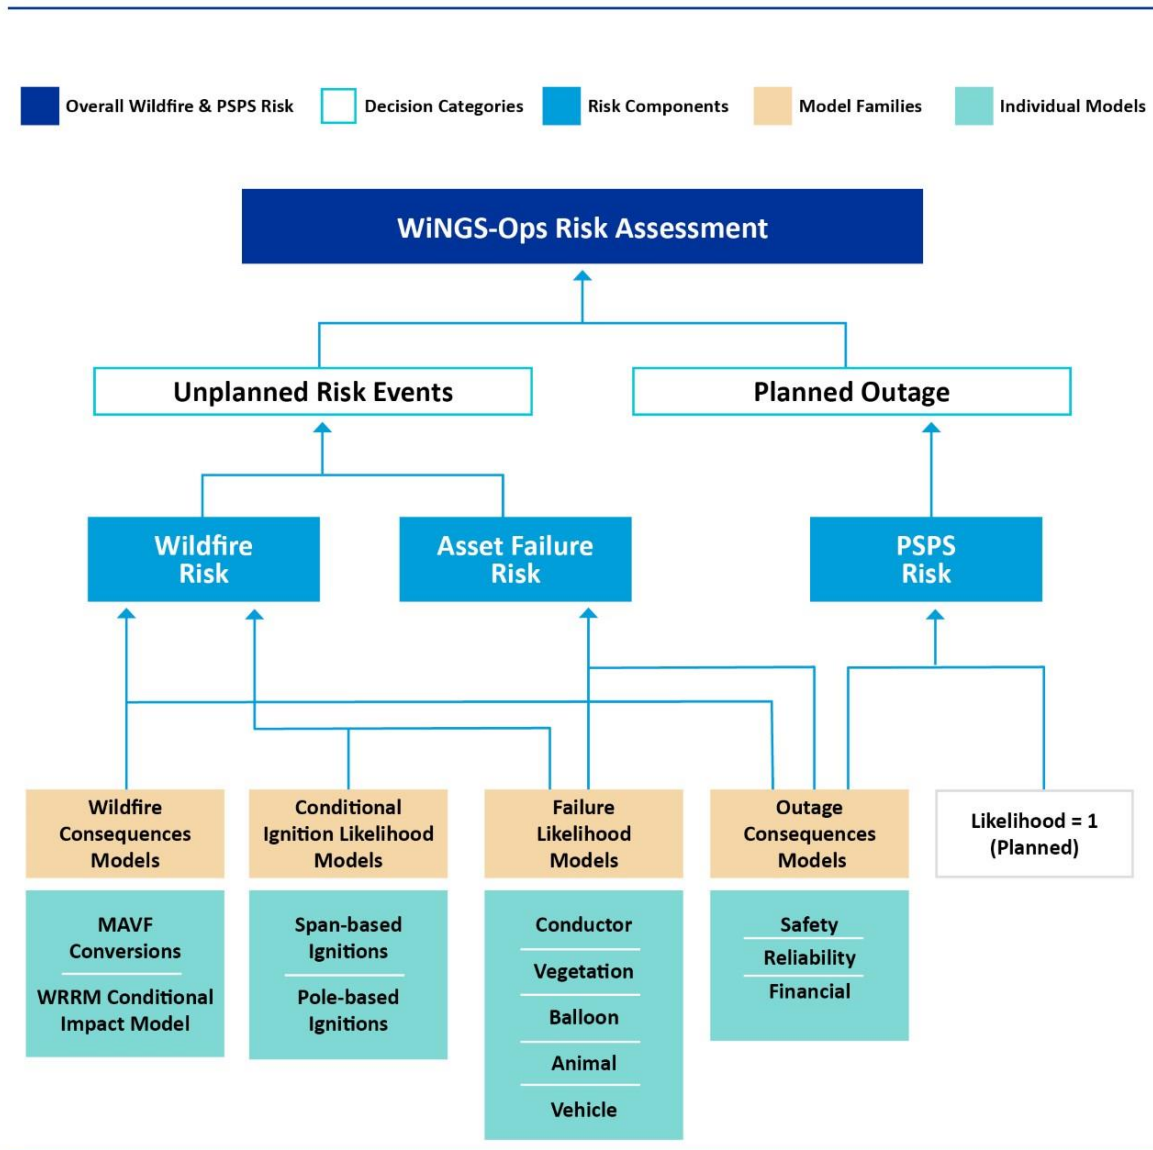 Overall Wildfire & PSPS Risk
Decision Categories
Risk Components
Model Families
Individual Models
WiNGS-Ops Risk Assessment
Unplanned Risk Events
Planned Outage
Wildfire
Risk
Asset Failure
Risk
PSPS
Risk
Wildfire
Consequences
Models
Conditional
Ignition Likelihood
Models
Failure
Likelihood
Models
Outage
Consequences
Models
Likelihood = 1
(Planned)
MAVF
Conversions
WRRM Conditional
Impact Model
Span-based
Ignitions
Pole-based
Ignitions
Conductor
Vegetation
Balloon
Animal
Vehicle
Safety
Reliability
Financial